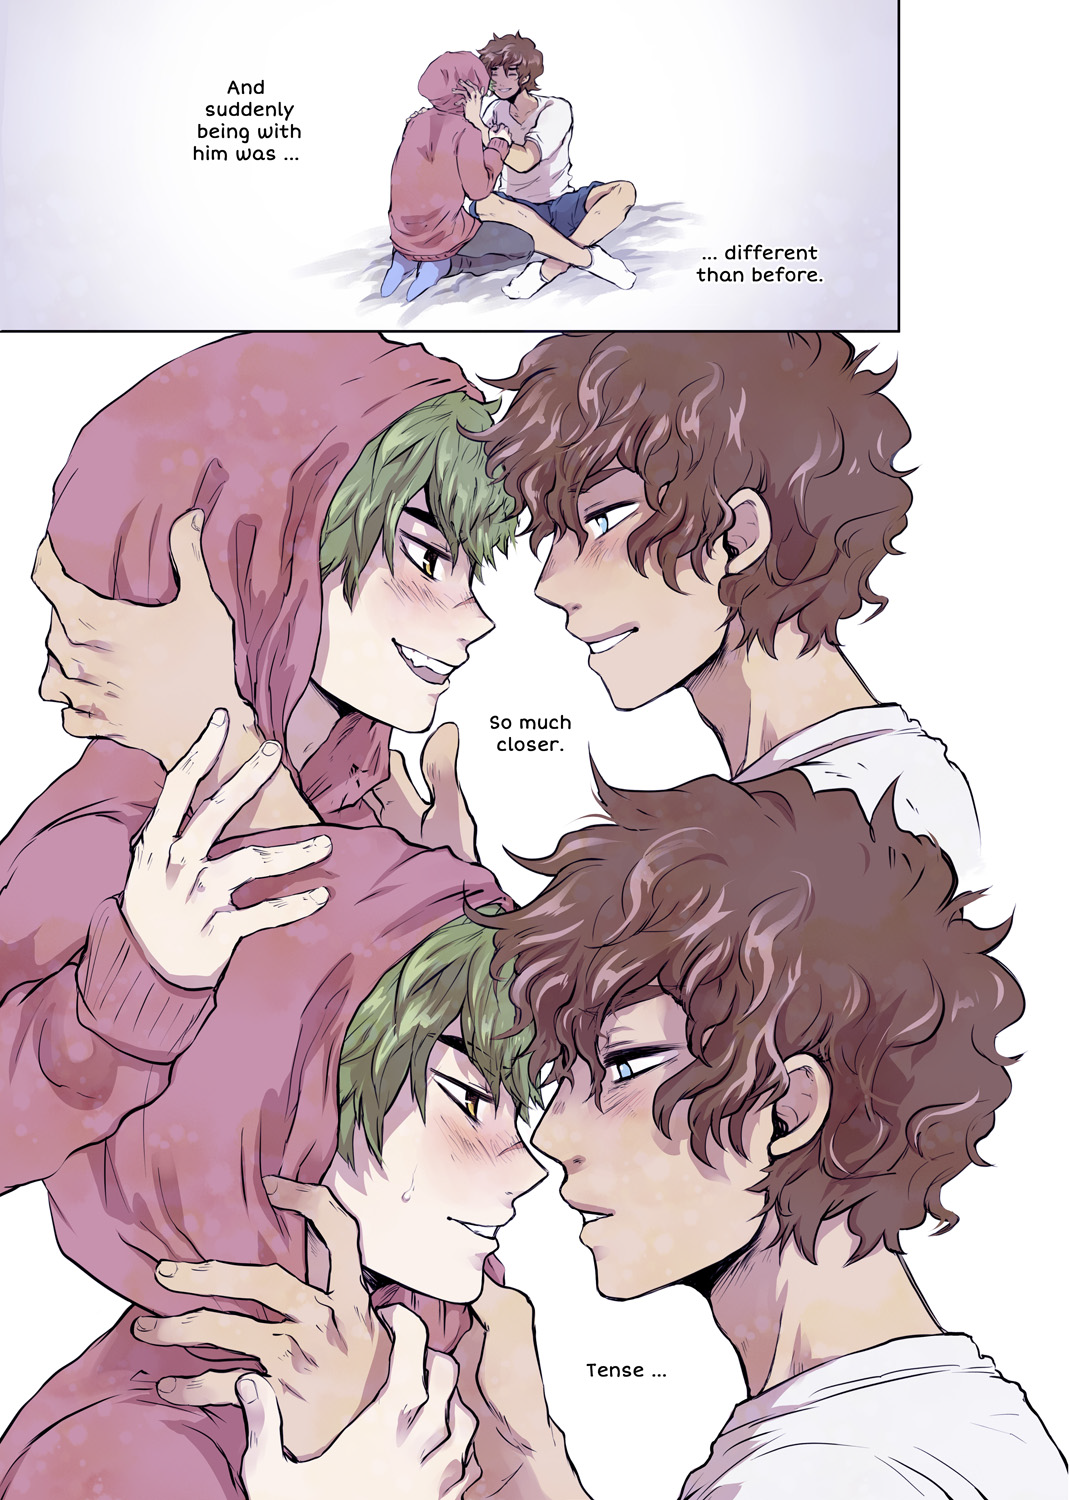 And
suddenly
being with
him was ...
... different
than before.
So much
closer.
Tense ...